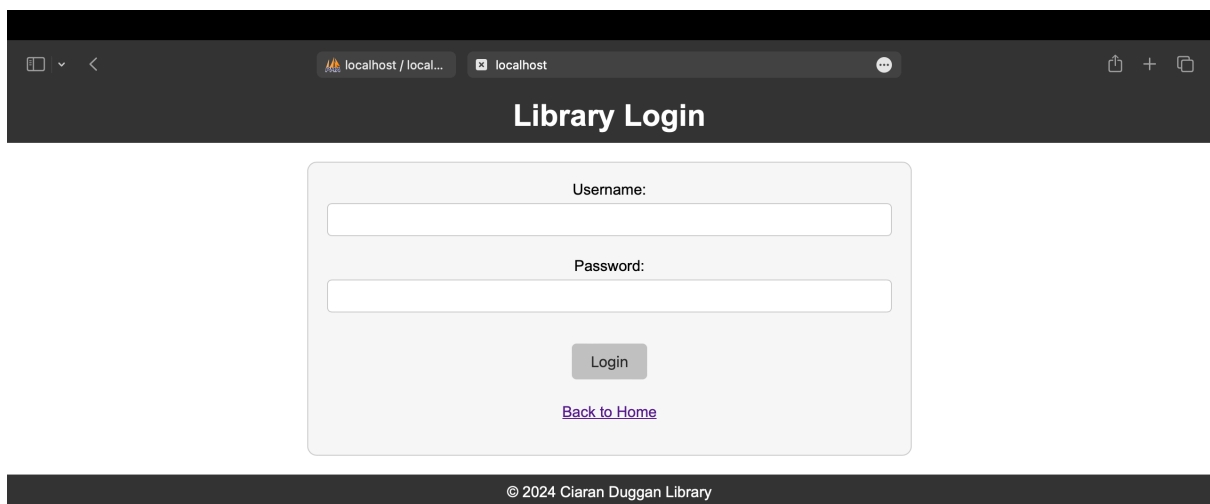 localhost / local...
localhost
Library Login
Username:
Password:
Login
Back to Home
© 2024 Ciaran Duggan Library